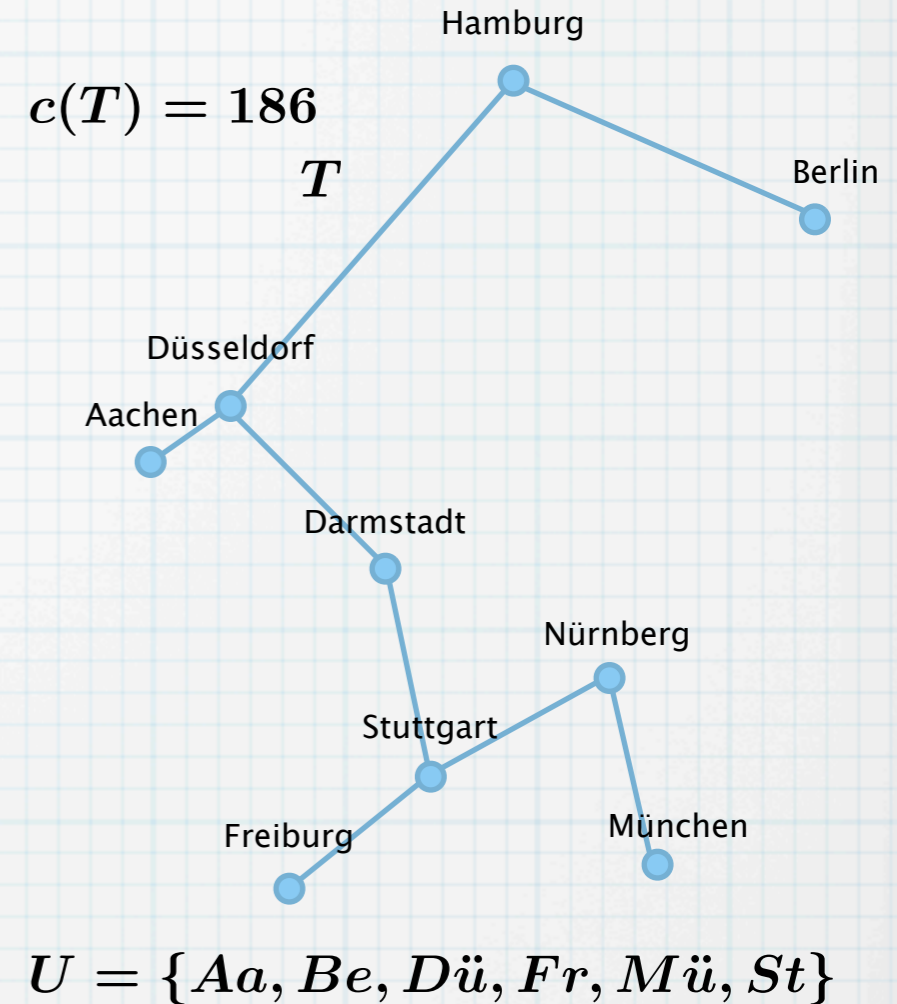 Hamburg
c(T) = 186
T
Berlin
Düsseldorf
Aachen
Darmstadt
Nürnberg
Stuttgart
München
Freiburg
U = {Aa, Be, Dü, Fr, Mü, St}